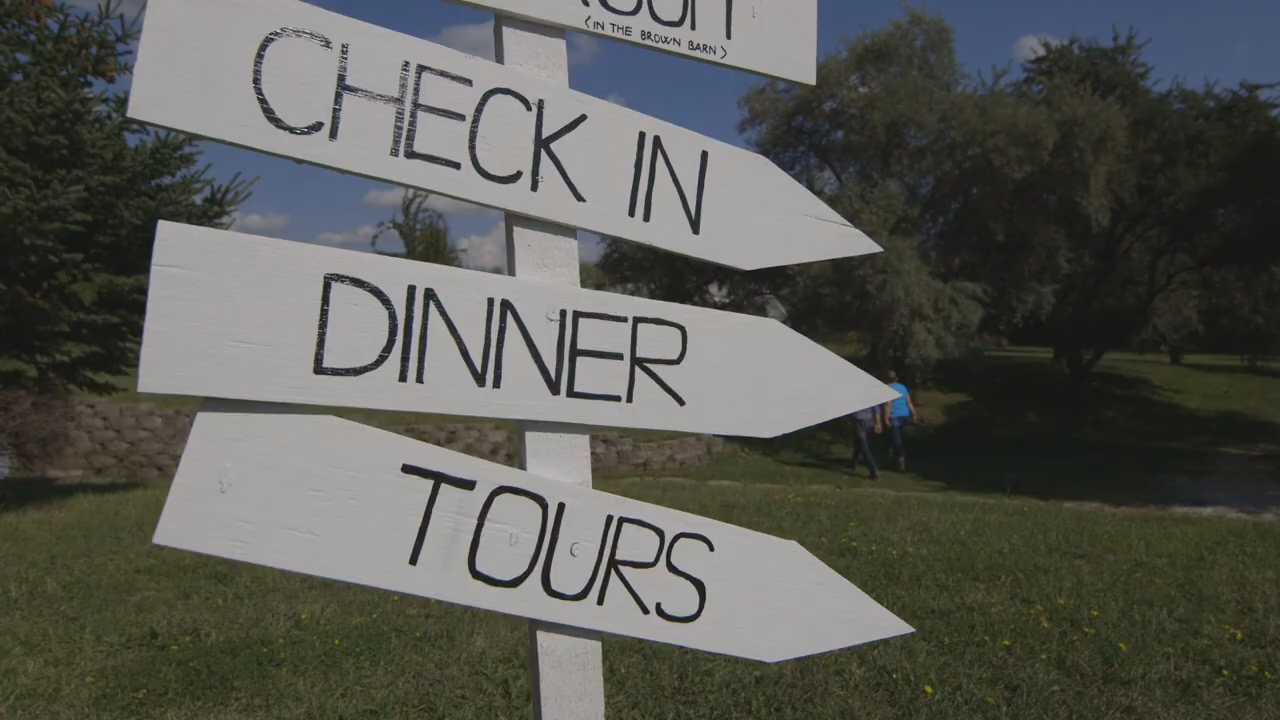 (IN THE BROWN BARN)
CHECK IN
DINNER
TOURS